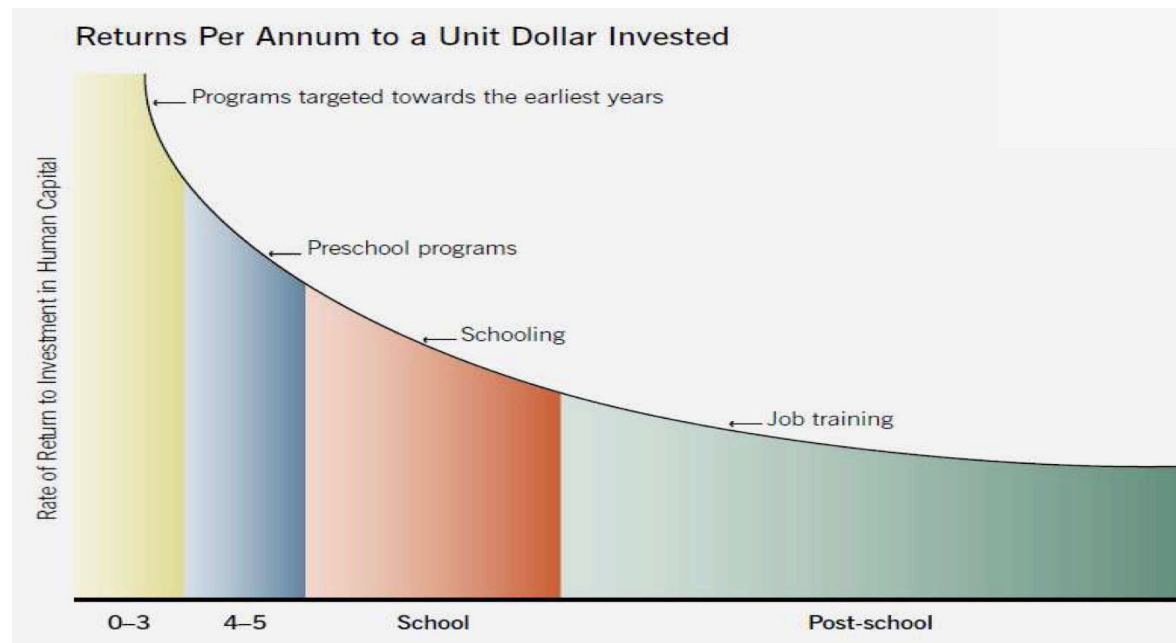 Returns Per Annum to a Unit Dollar Invested
Programs targeted towards the earliest years
Rate of Return to Investment in Human Capital
Preschool programs
Schooling
Job training
0–3 4–5 School Post-school